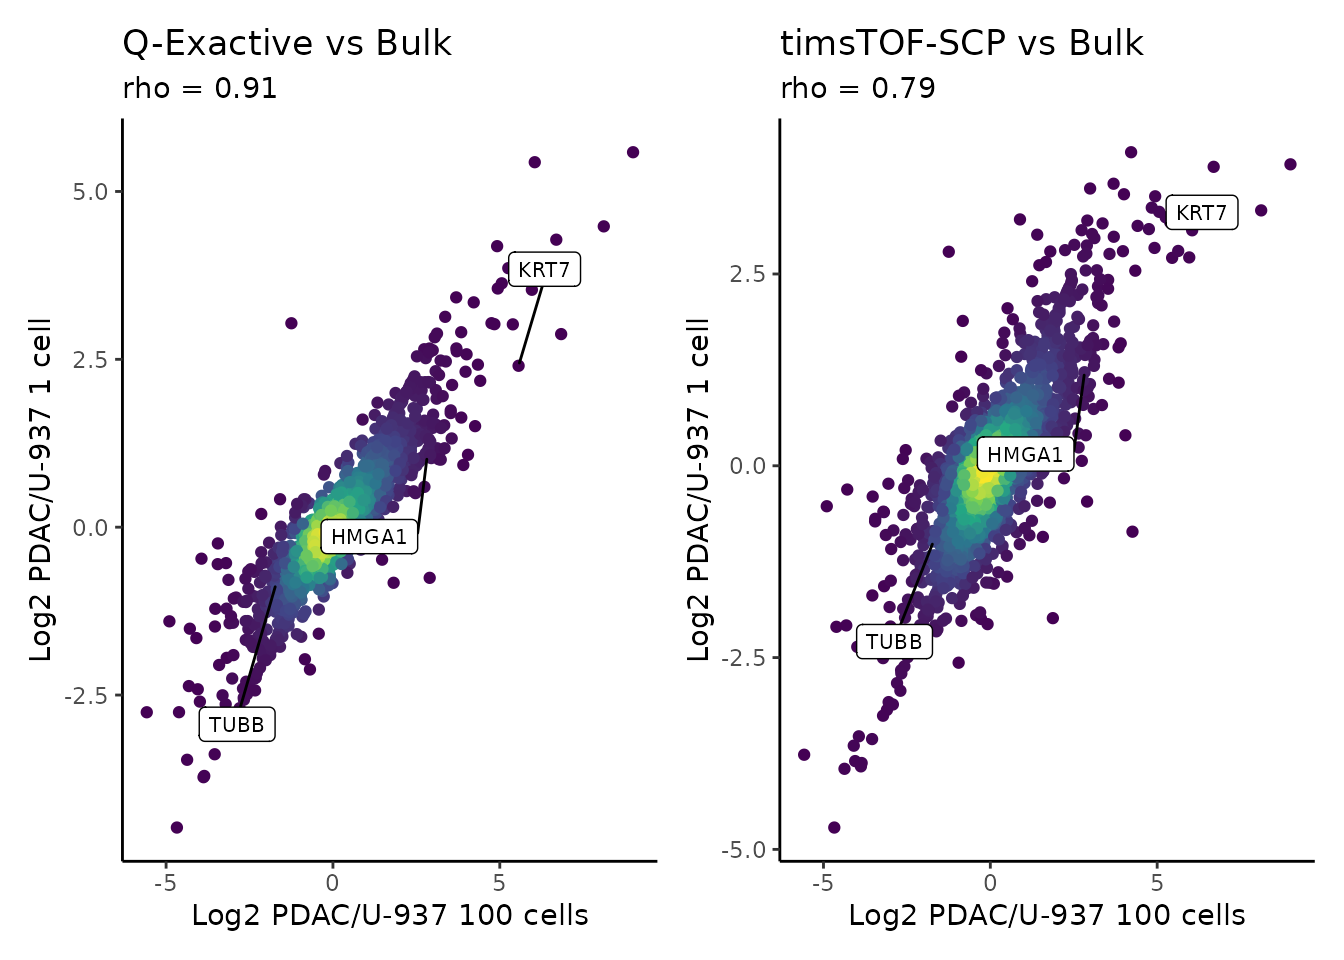 Q-Exactive vs Bulk
rho = 0.91
Log2 PDAC/U-937 1 cell
5.0
2.5
0.0
-2.5
KRT7
HMGA1
TUBB
-5
0
5
Log2 PDAC/U-937 100 cells
timsTOF-SCP vs Bulk
rho = 0.79
Log2 PDAC/U-937 1 cell
2.5
0.0
-2.5
-5.0
KRT7
HMGA1
TUBB
-5
0
5
Log2 PDAC/U-937 100 cells